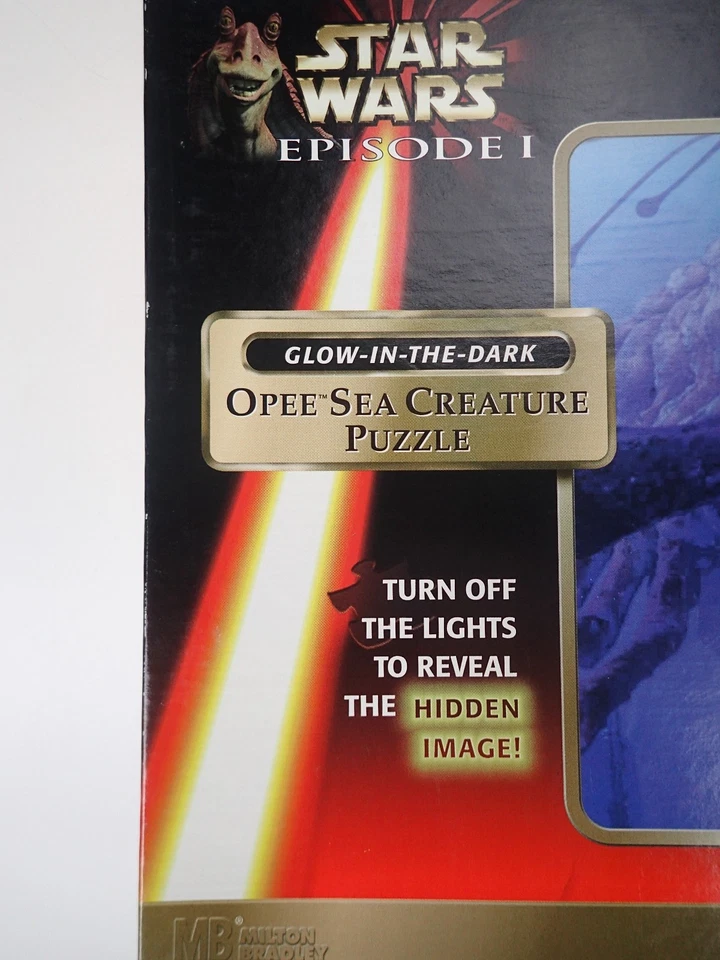 STAR
WARS
EPISODE I
GLOW-IN-THE-DARK
OPEE™ SEA CREATURE
PUZZLE
TURN OFF
THE LIGHTS
TO REVEAL
THE HIDDEN
IMAGE!
MB® MILTON
BRADLEY